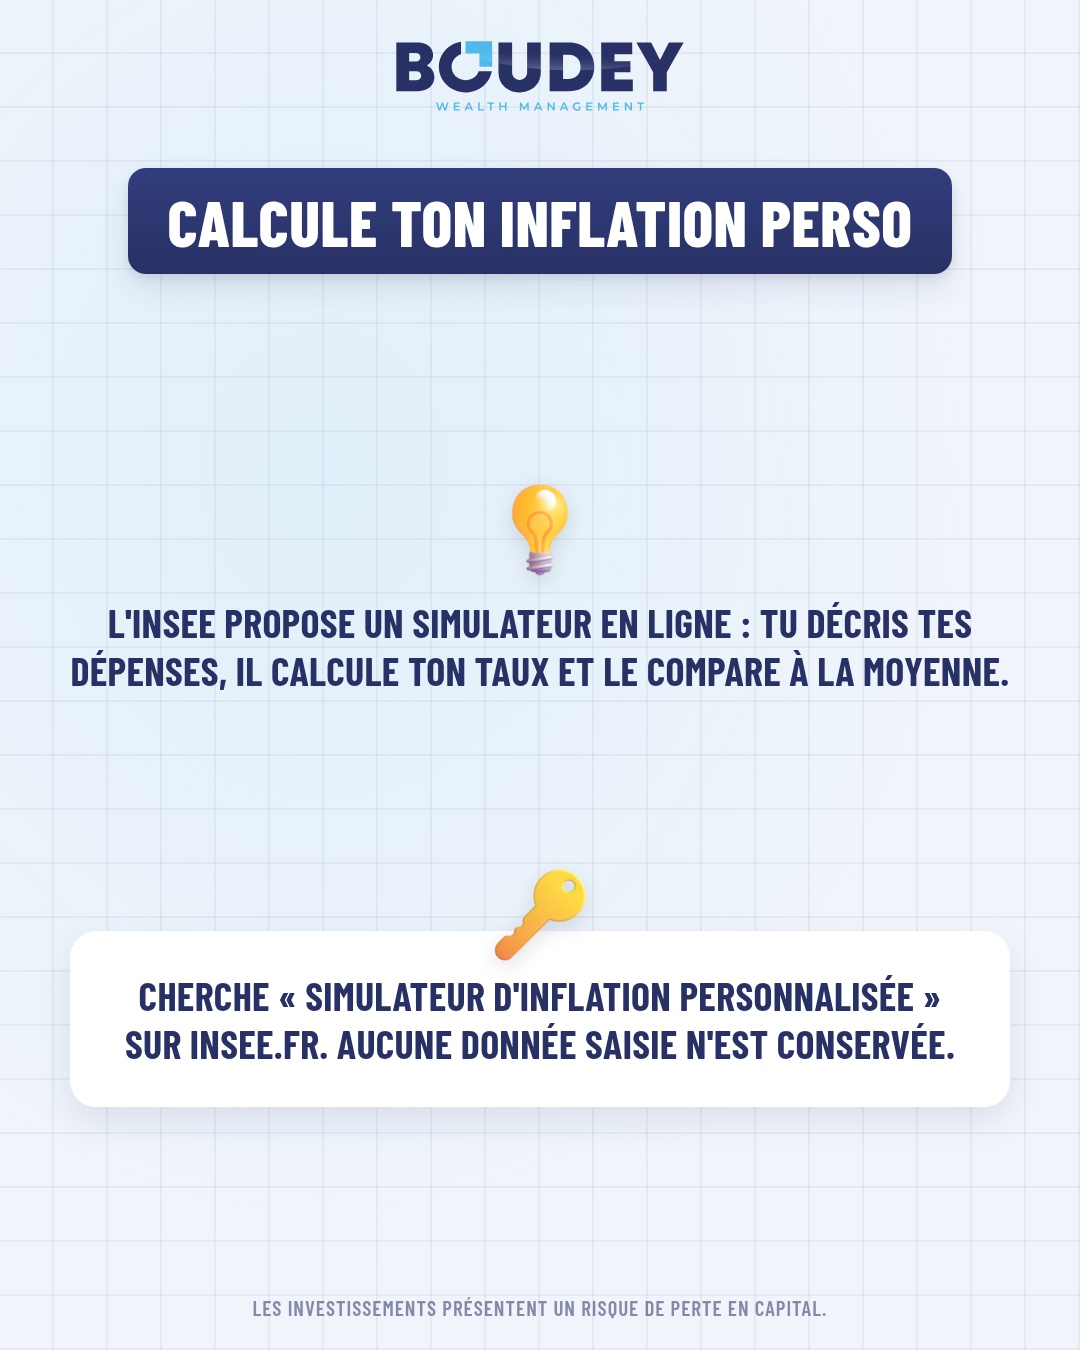 BOUDEY
WEALTH MANAGEMENT
CALCULE TON INFLATION PERSO
L'INSEE PROPOSE UN SIMULATEUR EN LIGNE : TU DÉCRIS TES
DÉPENSES, IL CALCULE TON TAUX ET LE COMPARE À LA MOYENNE.
CHERCHE « SIMULATEUR D'INFLATION PERSONNALISÉE »
SUR INSEE.FR. AUCUNE DONNÉE SAISIE N'EST CONSERVÉE.
LES INVESTISSEMENTS PRÉSENTENT UN RISQUE DE PERTE EN CAPITAL.